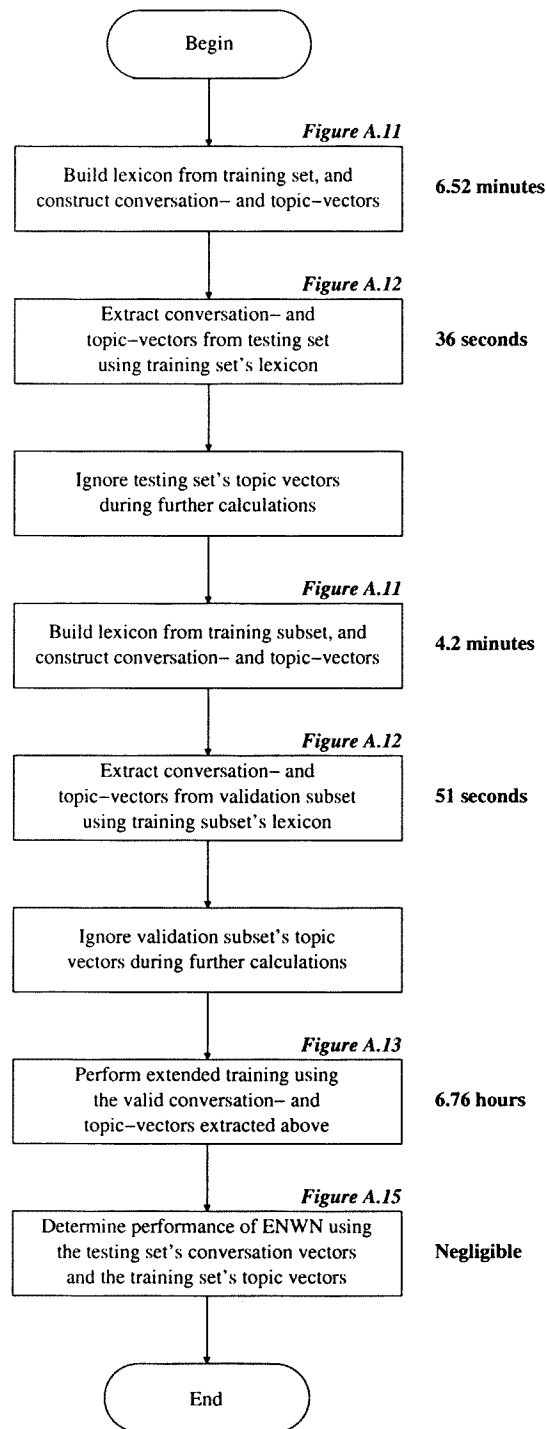 Begin
Figure A.11
Build lexicon from training set, and
construct conversation− and topic−vectors
6.52 minutes
Figure A.12
Extract conversation− and
topic−vectors from testing set
using training set's lexicon
36 seconds
Ignore testing set's topic vectors
during further calculations
Figure A.11
Build lexicon from training subset, and
construct conversation− and topic−vectors
4.2 minutes
Figure A.12
Extract conversation− and
topic−vectors from validation subset
using training subset's lexicon
51 seconds
Ignore validation subset's topic
vectors during further calculations
Figure A.13
Perform extended training using
the valid conversation− and
topic−vectors extracted above
6.76 hours
Figure A.15
Determine performance of ENWN using
the testing set's conversation vectors
and the training set's topic vectors
Negligible
End